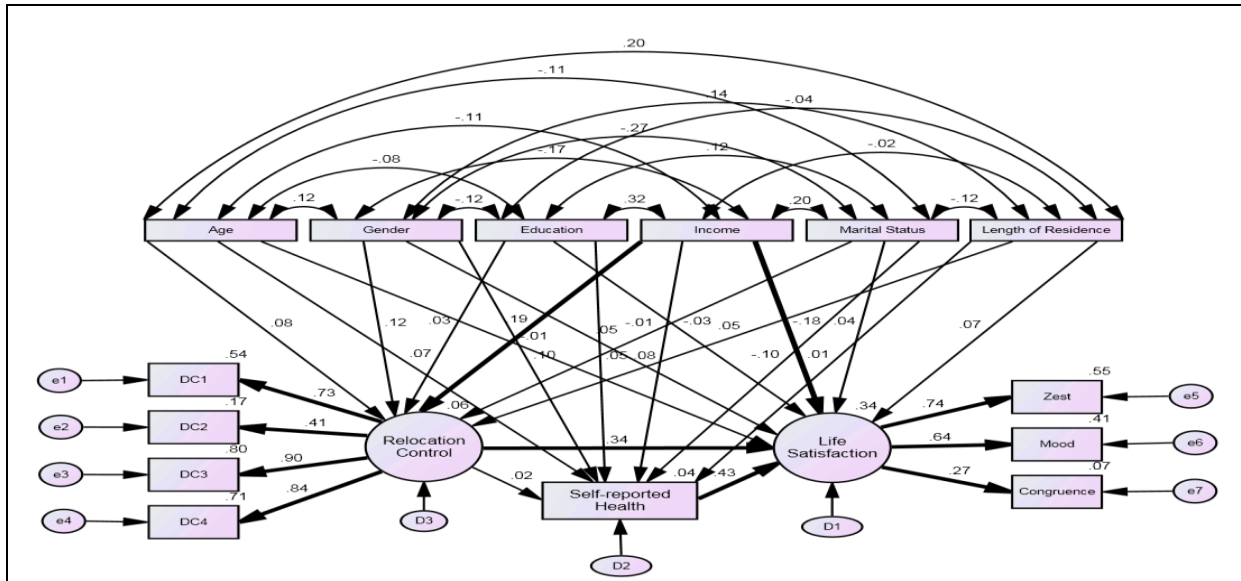 .20
-.11
.14
-.04
-.11
-.27
-.17
.12
-.02
-.08
.12
-.12
.32
.20
-.12
Age
Gender
Education
Income
Marital Status
Length of Residence
.08
.12
.03
.19
-.01
.05
-.01
-.03
.05
-.18
.04
.07
.07
.10
.05
.08
-.10
.01
.54
e1
DC1
.73
.17
e2
DC2
.41
.80
e3
DC3
.90
.71
e4
DC4
.84
.06
Relocation
Control
.34
.02
D3
.04
Self-reported
Health
.43
D2
.34
Life
Satisfaction
D1
.74
.55
Zest
e5
.64
.41
Mood
e6
.27
.07
Congruence
e7